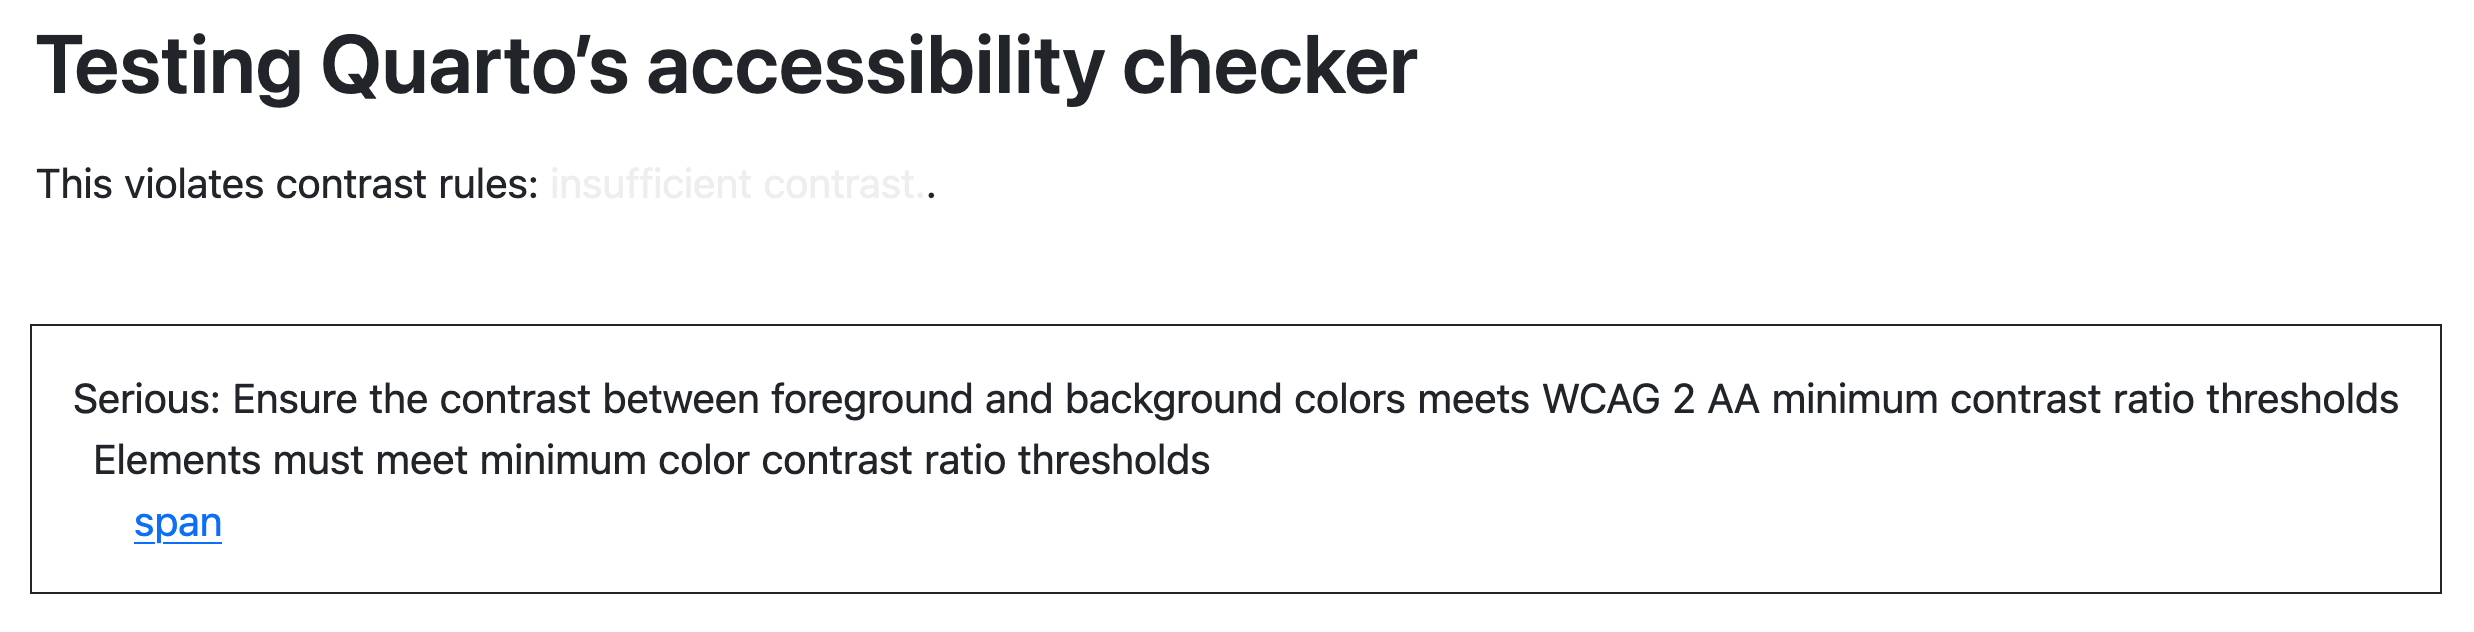 Testing Quarto’s accessibility checker
This violates contrast rules: insufficient contrast..
Serious: Ensure the contrast between foreground and background colors meets WCAG 2 AA minimum contrast ratio thresholds
Elements must meet minimum color contrast ratio thresholds
span